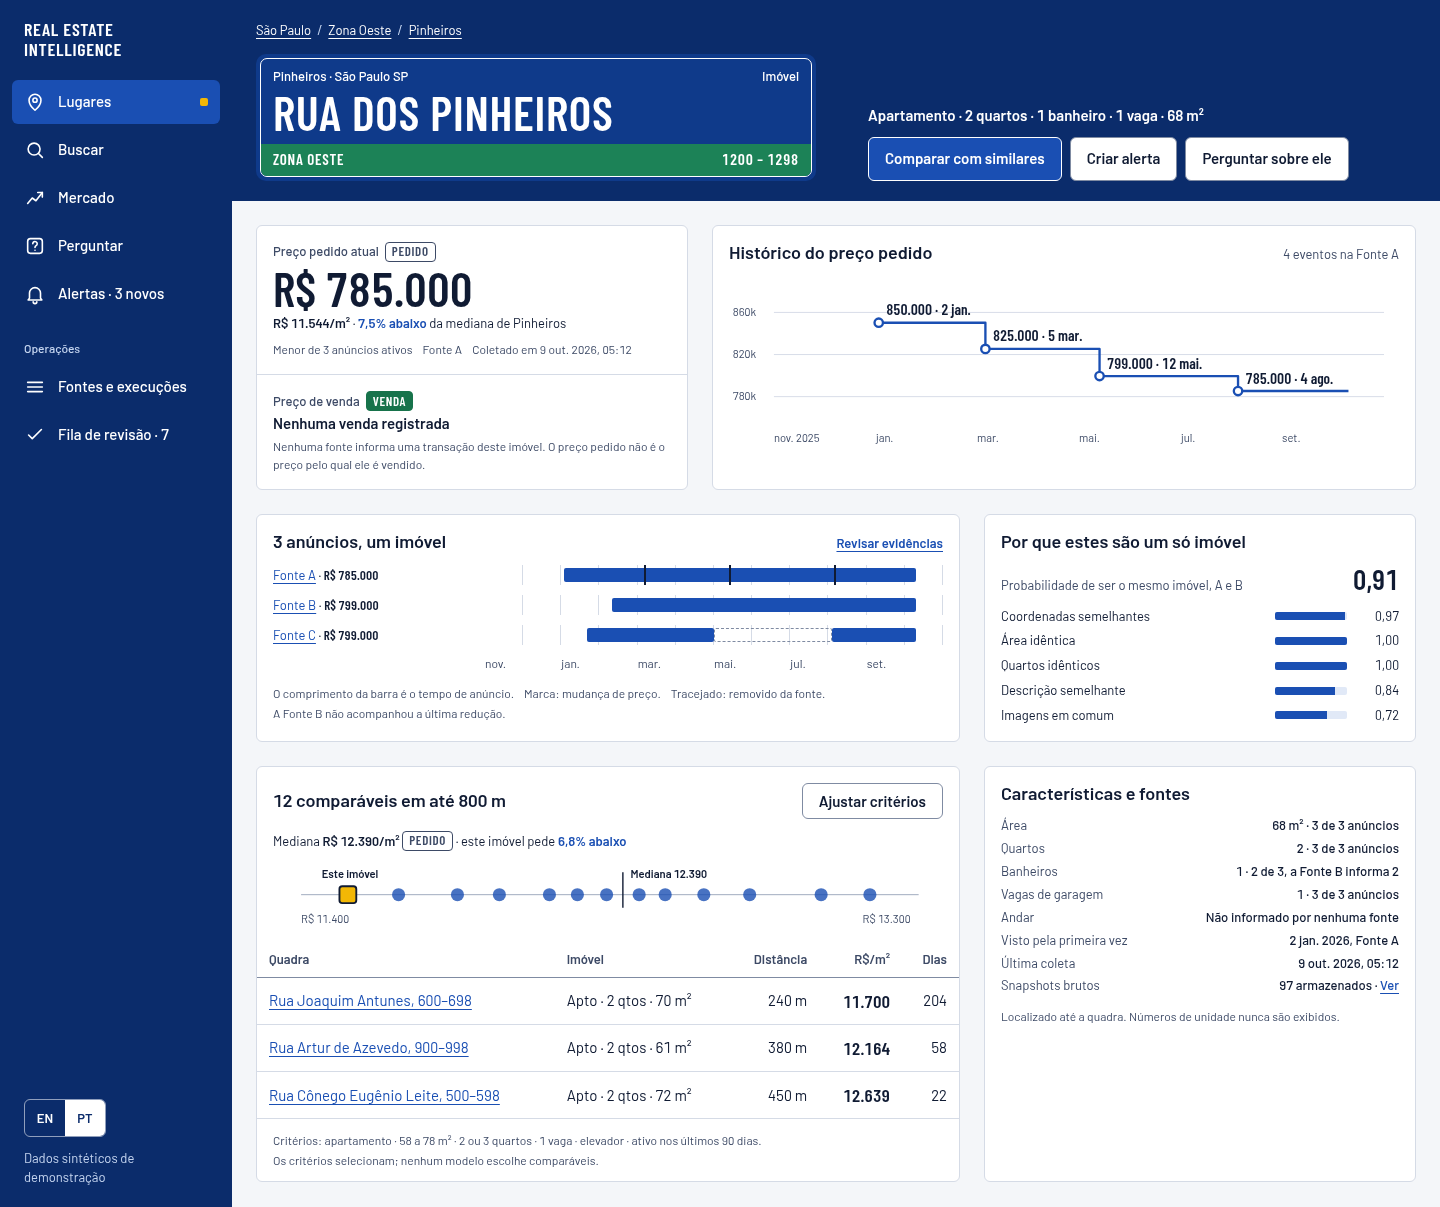 REAL ESTATE
INTELLIGENCE
Lugares
Buscar
Mercado
Perguntar
Alertas · 3 novos
Operações
Fontes e execuções
Fila de revisão · 7
EN PT
Dados sintéticos de
demonstração
São Paulo / Zona Oeste / Pinheiros
Pinheiros · São Paulo SP Imóvel
RUA DOS PINHEIROS
ZONA OESTE 1200 – 1298
Apartamento · 2 quartos · 1 banheiro · 1 vaga · 68 m²
Comparar com similares Criar alerta Perguntar sobre ele
Preço pedido atual PEDIDO
R$ 785.000
R$ 11.544/m² · 7,5% abaixo da mediana de Pinheiros
Menor de 3 anúncios ativos Fonte A Coletado em 9 out. 2026, 05:12
Preço de venda VENDA
Nenhuma venda registrada
Nenhuma fonte informa uma transação deste imóvel. O preço pedido não é o
preço pelo qual ele é vendido.
Histórico do preço pedido 4 eventos na Fonte A
860k
820k
780k
850.000 · 2 jan.
825.000 · 5 mar.
799.000 · 12 mai.
785.000 · 4 ago.
nov. 2025 jan. mar. mai. jul. set.
3 anúncios, um imóvel Revisar evidências
Fonte A · R$ 785.000
Fonte B · R$ 799.000
Fonte C · R$ 799.000
nov. jan. mar. mai. jul. set.
O comprimento da barra é o tempo de anúncio. Marca: mudança de preço. Tracejado: removido da fonte.
A Fonte B não acompanhou a última redução.
Por que estes são um só imóvel
Probabilidade de ser o mesmo imóvel, A e B 0,91
Coordenadas semelhantes 0,97
Área idêntica 1,00
Quartos idênticos 1,00
Descrição semelhante 0,84
Imagens em comum 0,72
12 comparáveis em até 800 m Ajustar critérios
Mediana R$ 12.390/m² PEDIDO · este imóvel pede 6,8% abaixo
Este imóvel Mediana 12.390
R$ 11.400 R$ 13.300
Quadra Imóvel Distância R$/m² Dias
Rua Joaquim Antunes, 600–698 Apto · 2 qtos · 70 m² 240 m 11.700 204
Rua Artur de Azevedo, 900–998 Apto · 2 qtos · 61 m² 380 m 12.164 58
Rua Cônego Eugênio Leite, 500–598 Apto · 2 qtos · 72 m² 450 m 12.639 22
Critérios: apartamento · 58 a 78 m² · 2 ou 3 quartos · 1 vaga · elevador · ativo nos últimos 90 dias.
Os critérios selecionam; nenhum modelo escolhe comparáveis.
Características e fontes
Área 68 m² · 3 de 3 anúncios
Quartos 2 · 3 de 3 anúncios
Banheiros 1 · 2 de 3, a Fonte B informa 2
Vagas de garagem 1 · 3 de 3 anúncios
Andar Não informado por nenhuma fonte
Visto pela primeira vez 2 jan. 2026, Fonte A
Última coleta 9 out. 2026, 05:12
Snapshots brutos 97 armazenados · Ver
Localizado até a quadra. Números de unidade nunca são exibidos.